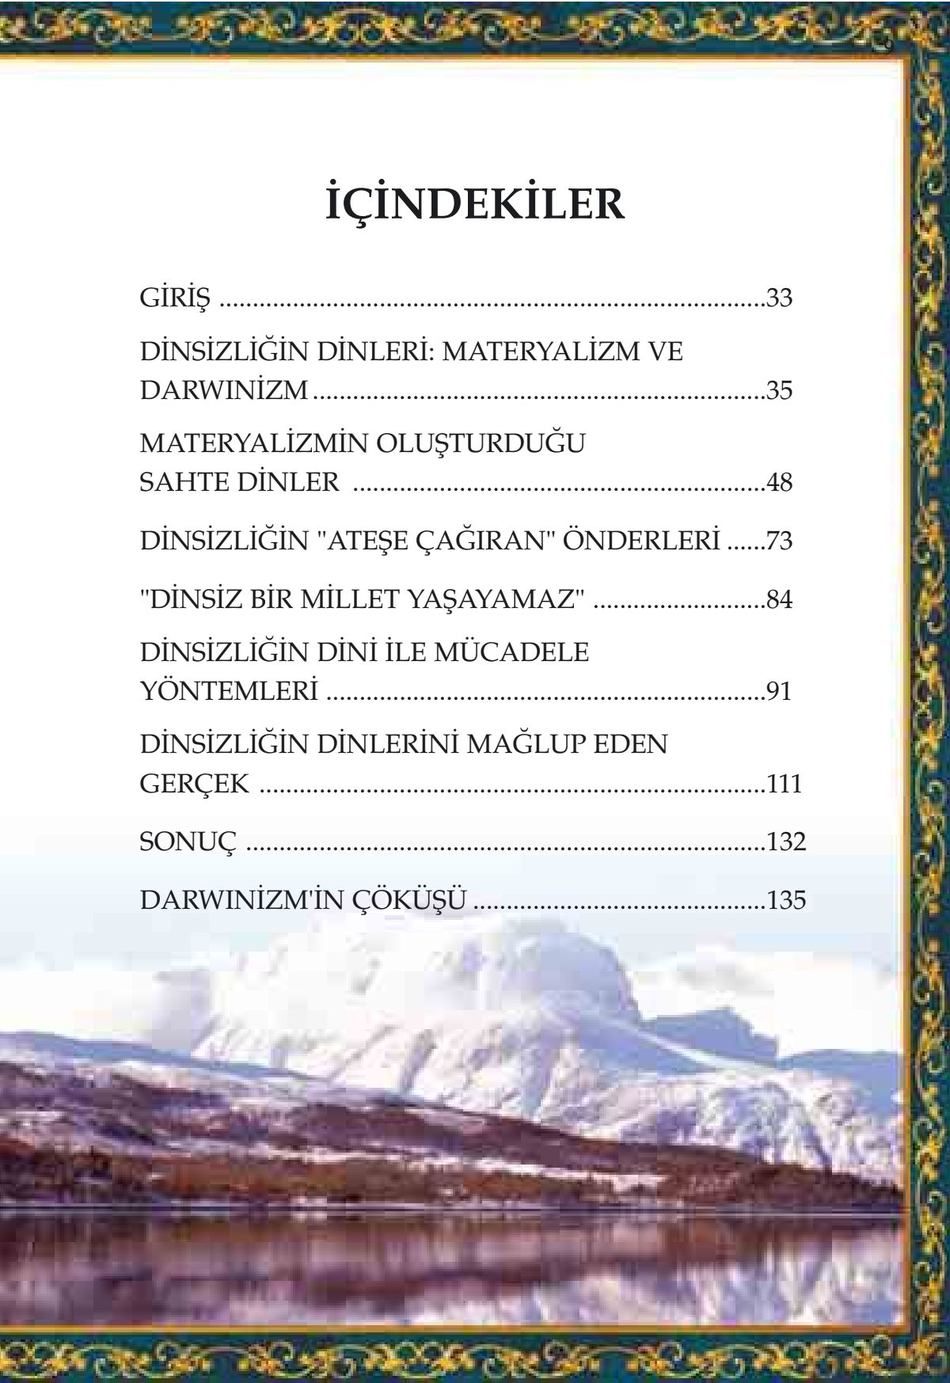 İÇİNDEKİLER
GİRİŞ ..................................................................................33
DİNSİZLİĞİN DİNLERİ: MATERYALİZM VE
DARWINİZM....................................................................35
MATERYALİZMİN OLUŞTURDUĞU
SAHTE DİNLER ..............................................................48
DİNSİZLİĞİN "ATEŞE ÇAĞIRAN" ÖNDERLERİ ......73
"DİNSİZ BİR MİLLET YAŞAYAMAZ" ..........................84
DİNSİZLİĞİN DİNİ İLE MÜCADELE
YÖNTEMLERİ ..................................................................91
DİNSİZLİĞİN DİNLERİNİ MAĞLUP EDEN
GERÇEK ............................................................................111
SONUÇ ..............................................................................132
DARWINİZM'İN ÇÖKÜŞÜ ............................................135